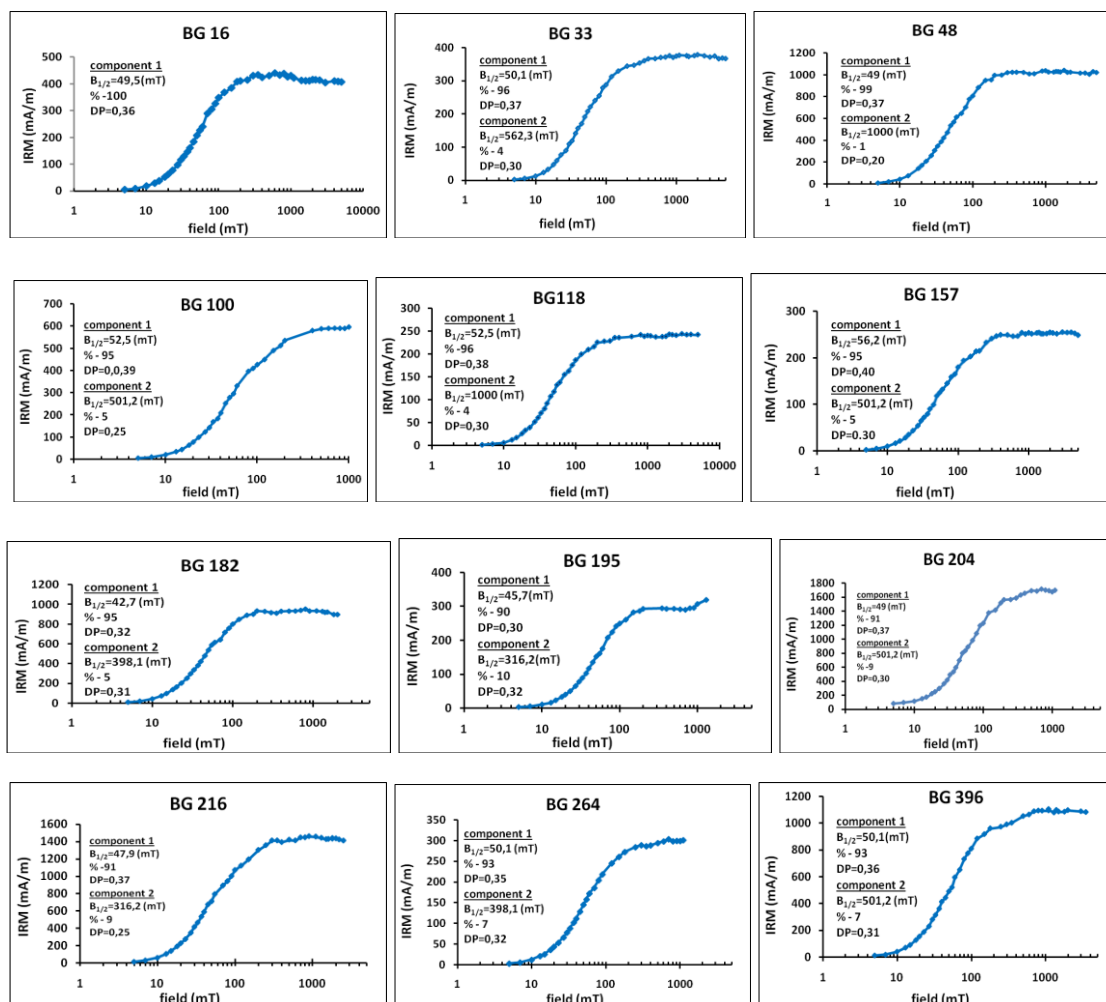 BG 16
component 1
B1/2=49,5(mT)
% -100
DP=0,36
IRM (mA/m)
500
400
300
200
100
0
1 10 100 1000 10000
field (mT)
BG 33
component 1
B1/2=50,1 (mT)
% - 96
DP=0,37
component 2
B1/2=562,3 (mT)
% - 4
DP=0,30
IRM (mA/m)
400
300
200
100
0
1 10 100 1000
field (mT)
BG 48
component 1
B1/2=49 (mT)
% - 99
DP=0,37
component 2
B1/2=1000 (mT)
% - 1
DP=0,20
IRM (mA/m)
1200
1000
800
600
400
200
0
1 10 100 1000
field (mT)
BG 100
component 1
B1/2=52,5 (mT)
% - 95
DP=0,0,39
component 2
B1/2=501,2 (mT)
% - 5
DP=0,25
IRM (mA/m)
700
600
500
400
300
200
100
0
1 10 100 1000
field (mT)
BG118
component 1
B1/2=52,5 (mT)
% -96
DP=0,38
component 2
B1/2=1000 (mT)
% - 4
DP=0,30
IRM (mA/m)
300
250
200
150
100
50
0
1 10 100 1000 10000
field (mT)
BG 157
component 1
B1/2=56,2 (mT)
% - 95
DP=0,40
component 2
B1/2=501,2 (mT)
% - 5
DP=0.30
IRM (mA/m)
300
200
100
0
1 10 100 1000
field (mT)
BG 182
component 1
B1/2=42,7 (mT)
% - 95
DP=0,32
component 2
B1/2=398,1 (mT)
% - 5
DP=0,31
IRM (mA/m)
1200
1000
800
600
400
200
0
1 10 100 1000
field (mT)
BG 195
component 1
B1/2=45,7(mT)
% - 90
DP=0,30
component 2
B1/2=316,2(mT)
% - 10
DP=0,32
IRM (mA/m)
400
300
200
100
0
1 10 100 1000
field (mT)
BG 204
component 1
B1/2=49 (mT)
% - 91
DP=0,37
component 2
B1/2=501,2 (mT)
% -9
DP=0,30
IRM (mA/m)
1800
1600
1400
1200
1000
800
600
400
200
0
1 10 100 1000
field (mT)
BG 216
component 1
B1/2=47,9 (mT)
% -91
DP=0,37
component 2
B1/2=316,2 (mT)
% - 9
DP=0,25
IRM (mA/m)
1600
1400
1200
1000
800
600
400
200
0
1 10 100 1000
field (mT)
BG 264
component 1
B1/2=50,1 (mT)
% - 93
DP=0,35
component 2
B1/2=398,1 (mT)
% - 7
DP=0,32
IRM (mA/m)
350
300
250
200
150
100
50
0
1 10 100 1000
field (mT)
BG 396
component 1
B1/2=50,1 (mT)
% - 93
DP=0,36
component 2
B1/2=501,2 (mT)
% - 7
DP=0,31
IRM (mA/m)
1200
1000
800
600
400
200
0
1 10 100 1000
field (mT)